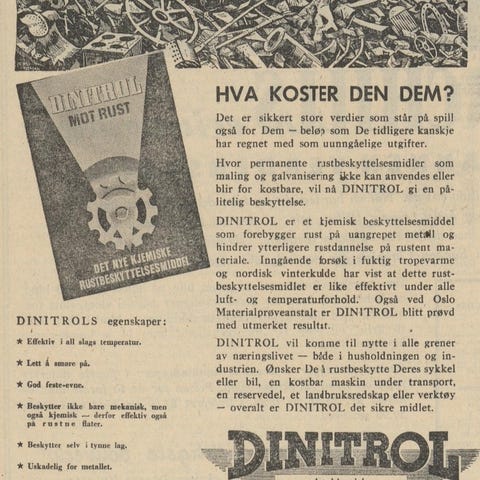 DINITROL
MOT RUST
DET NYE KJEMISKE
RUSTBESKYTTELSESMIDDEL
HVA KOSTER DEN DEM?
Det er sikkert store verdier som står på spill
også for Dem — beløp som De tidligere kanskje
har regnet med som uunngåelige utgifter.
Hvor permanente rustbeskyttelsesmidler som
maling og galvanisering ikke kan anvendes eller
blir for kostbare, vil nå DINITROL gi en på-
litelig beskyttelse.
DINITROL er et kjemisk beskyttelsesmiddel
som forebygger rust på uangrepet metall og
hindrer ytterligere rustdannelse på rustent ma-
teriale. Inngående forsøk i fuktig tropevarme
og nordisk vinterkulde har vist at dette rust-
beskyttelsesmidlet er like effektivt under alle
luft- og temperaturforhold. Også ved Oslo
Materialprøveanstalt er DINITROL blitt prøvd
med utmerket resultat.
DINITROL vil komme til nytte i alle grener
av næringslivet — både i husholdningen og in-
dustrien. Ønsker De å rustbeskytte Deres sykkel
eller bil, en kostbar maskin under transport,
en reservedel, et landbruksredskap eller verktøy
— overalt er DINITROL det sikre midlet.
DINITROLS egenskaper:
★ Effektiv i all slags temperatur.
★ Lett å smøre på.
★ God feste-evne.
★ Beskytter ikke bare mekanisk, men
også kjemisk — derfor effektiv også
på rustne flater.
★ Beskytter selv i tynne lag.
★ Uskadelig for metallet.
DINITROL